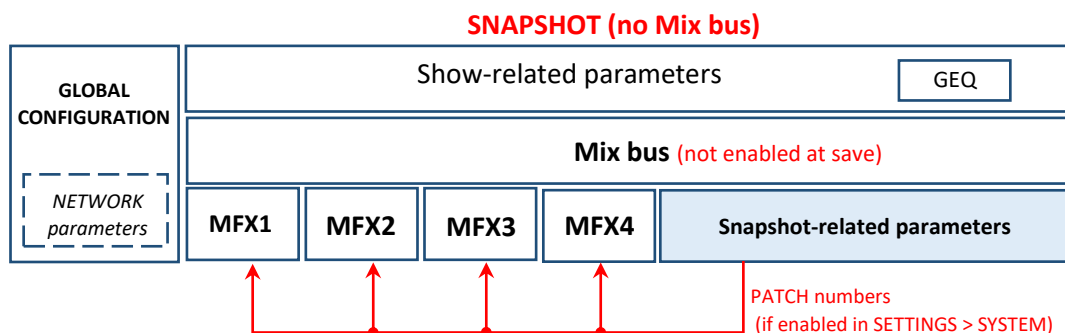 SNAPSHOT (no Mix bus)
GLOBAL
CONFIGURATION
NETWORK
parameters
Show-related parameters
GEQ
Mix bus (not enabled at save)
MFX1
MFX2
MFX3
MFX4
Snapshot-related parameters
PATCH numbers
(if enabled in SETTINGS > SYSTEM)